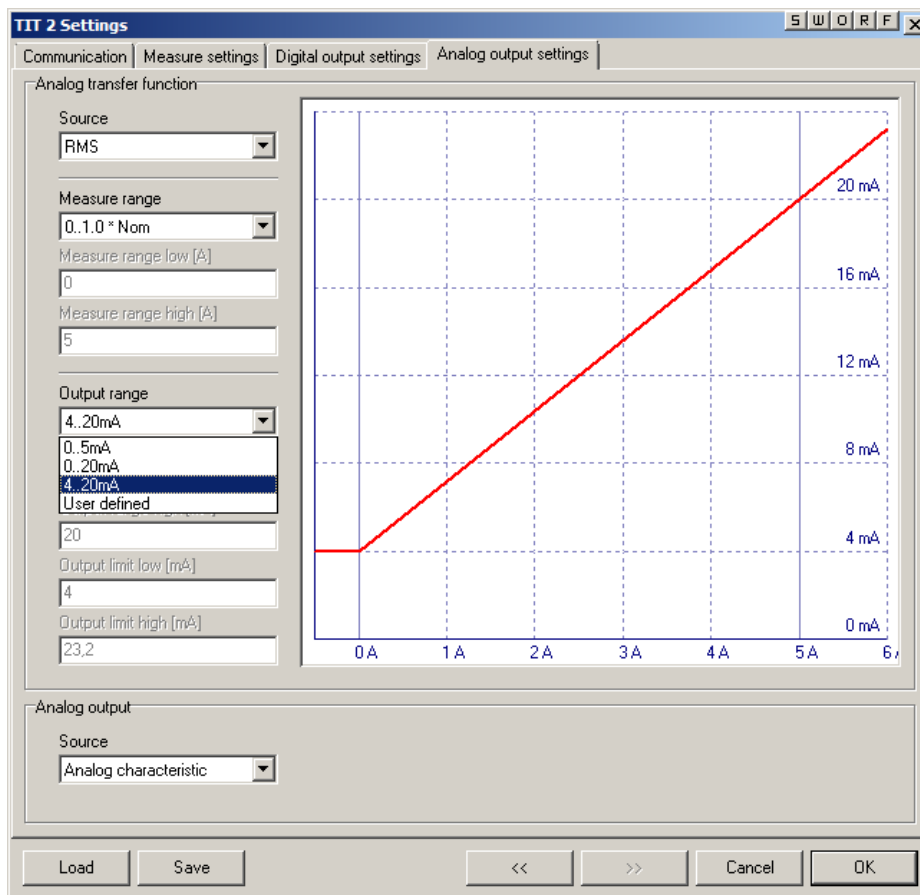 TIT 2 Settings
S W O R F X
Communication Measure settings Digital output settings Analog output settings
Analog transfer function
Source
RMS
Measure range
0..1.0 * Nom
Measure range low [A]
0
Measure range high [A]
5
Output range
4..20mA
0..5mA
0..20mA
4..20mA
User defined
20
Output limit low [mA]
4
Output limit high [mA]
23,2
20 mA
16 mA
12 mA
8 mA
4 mA
0 mA
0 A 1 A 2 A 3 A 4 A 5 A 6
Analog output
Source
Analog characteristic
Load Save << >> Cancel OK